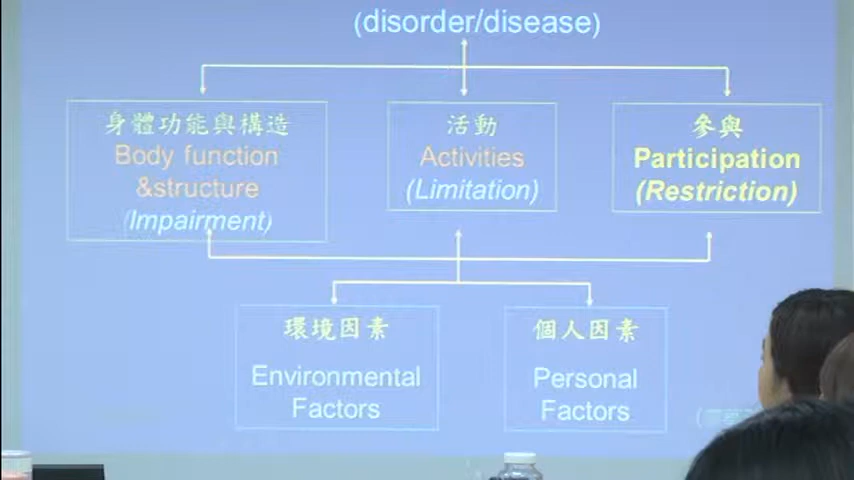 (disorder/disease)
身體功能與構造
Body function
&structure
(Impairment)
活動
Activities
(Limitation)
參與
Participation
(Restriction)
環境因素
Environmental
Factors
個人因素
Personal
Factors